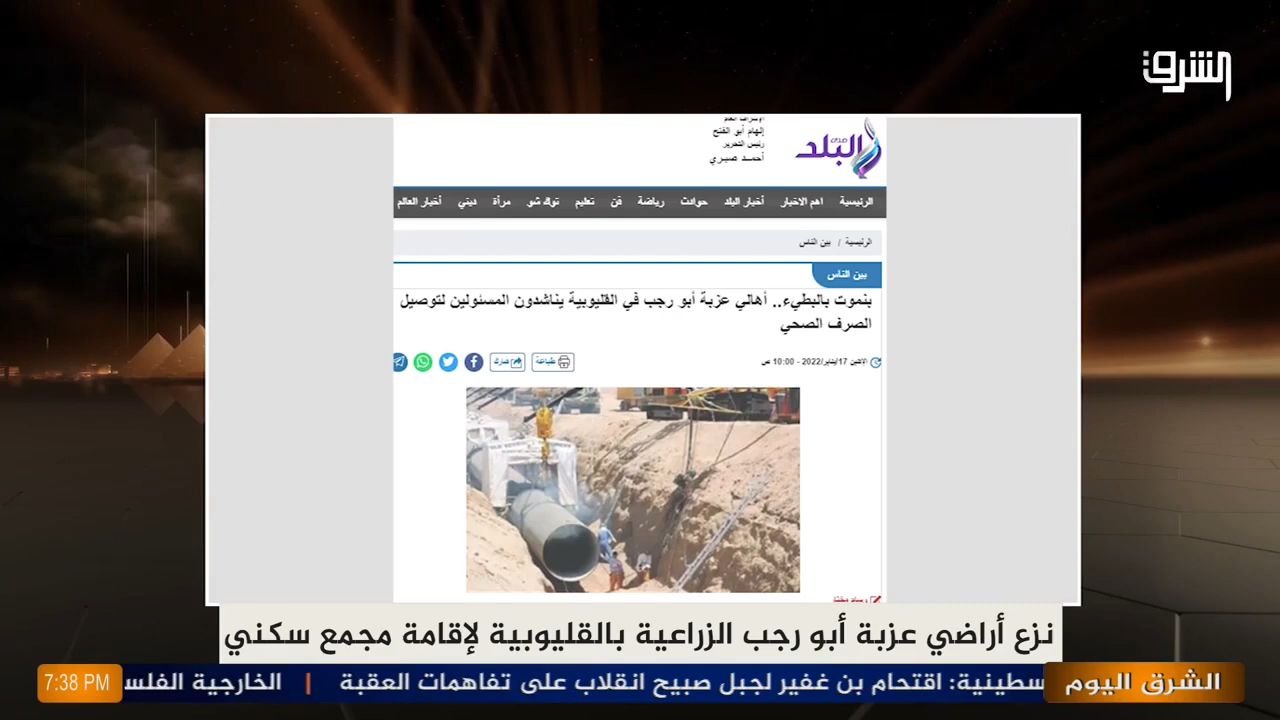 الشرق
صدى البلد
إلهام أبو الفتح
رئيس التحرير
أحمد صبري
الرئيسية اهم الاخبار أخبار البلد حوادث رياضة فن تعليم توك شو مرأة ديني أخبار العالم
الرئيسية / بين الناس
بين الناس
بنموت بالبطيء.. أهالي عزبة أبو رجب في القليوبية يناشدون المسئولين لتوصيل
الصرف الصحي
الاثنين 17/يناير/2022 - 10:00 ص
طباعة شارك
نزع أراضي عزبة أبو رجب الزراعية بالقليوبية لإقامة مجمع سكني
الشرق اليوم
سطينية: اقتحام بن غفير لجبل صبيح انقلاب على تفاهمات العقبة | الخارجية الفلس
7:38 PM